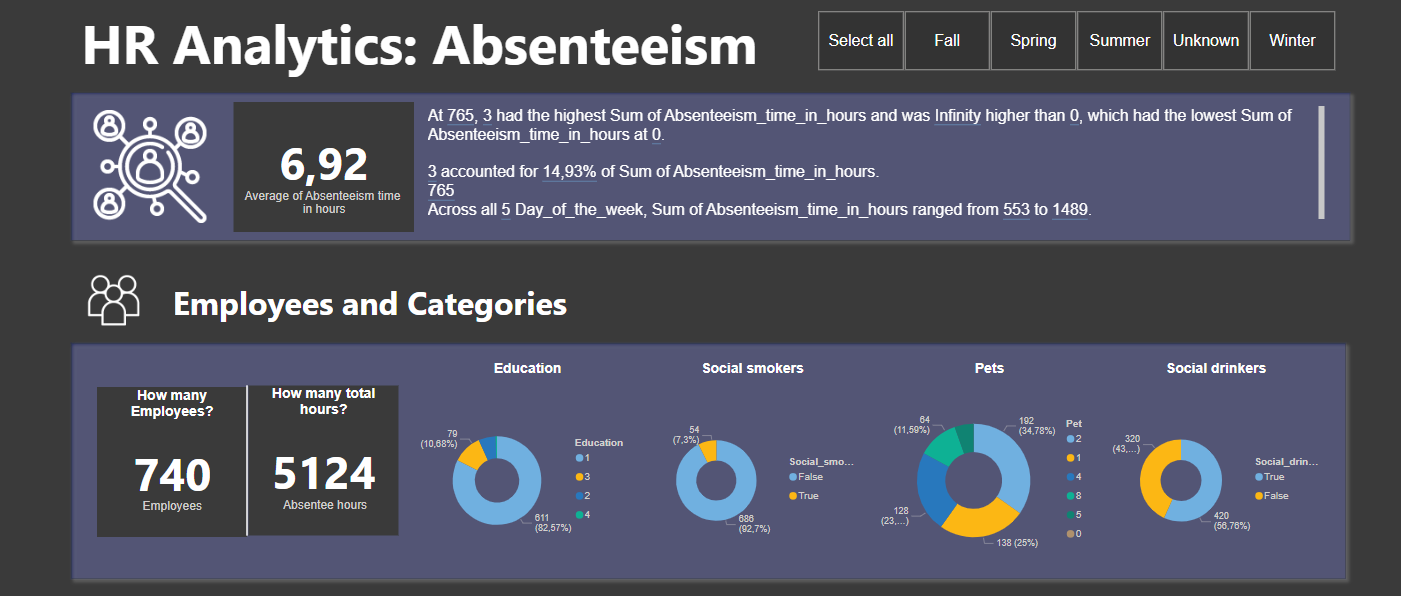 HR Analytics: Absenteeism
Select all
Fall
Spring
Summer
Unknown
Winter
6,92
Average of Absenteeism time
in hours
At 765, 3 had the highest Sum of Absenteeism_time_in_hours and was Infinity higher than 0, which had the lowest Sum of
Absenteeism_time_in_hours at 0.
3 accounted for 14,93% of Sum of Absenteeism_time_in_hours.
765
Across all 5 Day_of_the_week, Sum of Absenteeism_time_in_hours ranged from 553 to 1489.
Employees and Categories
How many
Employees?
740
Employees
How many total
hours?
5124
Absentee hours
Education
79
(10,68%)
611
(82,57%)
Education
1
3
2
4
Social smokers
54
(7,3%)
686
(92,7%)
Social_smo...
False
True
Pets
64
(11,59%)
192
(34,78%)
128
(23,...)
138 (25%)
Pet
2
1
4
8
5
0
Social drinkers
320
(43,...)
420
(56,76%)
Social_drin...
True
False